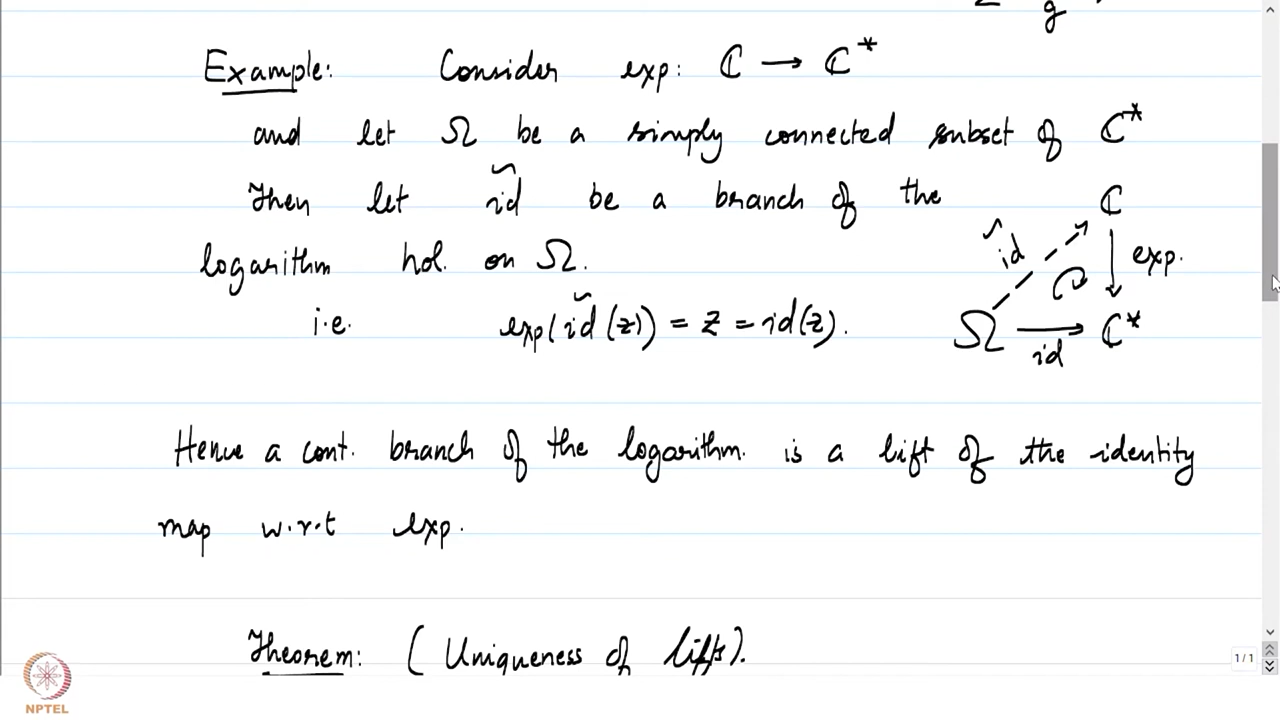 Example: Consider exp: ℂ → ℂ*
and let Ω be a simply connected subset of ℂ*
Then let ĩd be a branch of the
logarithm hol. on Ω.
i.e. exp(ĩd(z)) = z = id(z).
ℂ
ĩd exp.
Ω → ℂ*
id
Hence a cont. branch of the logarithm. is a lift of the identity
map w.r.t exp.
Theorem: (Uniqueness of lifts).
1/1
NPTEL